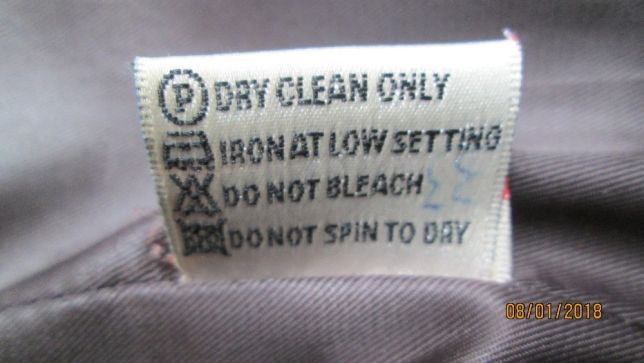 P DRY CLEAN ONLY
IRON AT LOW SETTING
DO NOT BLEACH
DO NOT SPIN TO DRY
08/01/2018